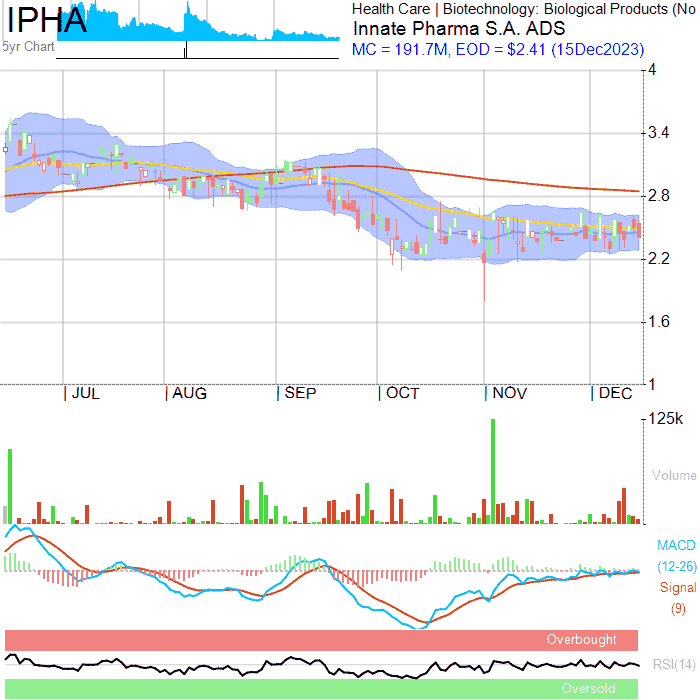 IPHA
5yr Chart
Health Care | Biotechnology: Biological Products (No
Innate Pharma S.A. ADS
MC = 191.7M, EOD = $2.41 (15Dec2023)
4
3.4
2.8
2.2
1.6
1
JUL AUG SEP OCT NOV DEC
125k
Volume
MACD
(12-26)
Signal
(9)
Overbought
RSI(14)
Oversold